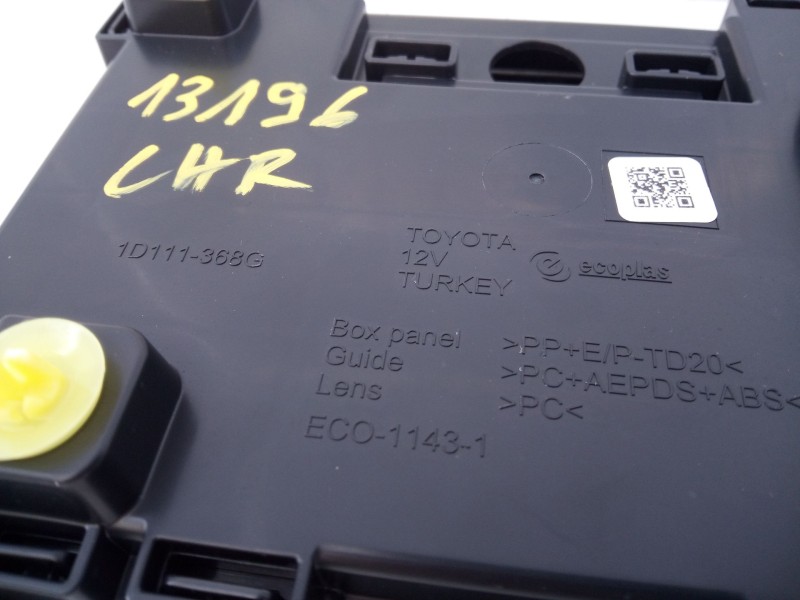 13196
CHR
1D111-368G
TOYOTA
12V
TURKEY
ecoplas
Box panel >PP+E/P-TD20<
Guide >PC+AEPDS+ABS<
Lens >PC<
ECO-1143-1